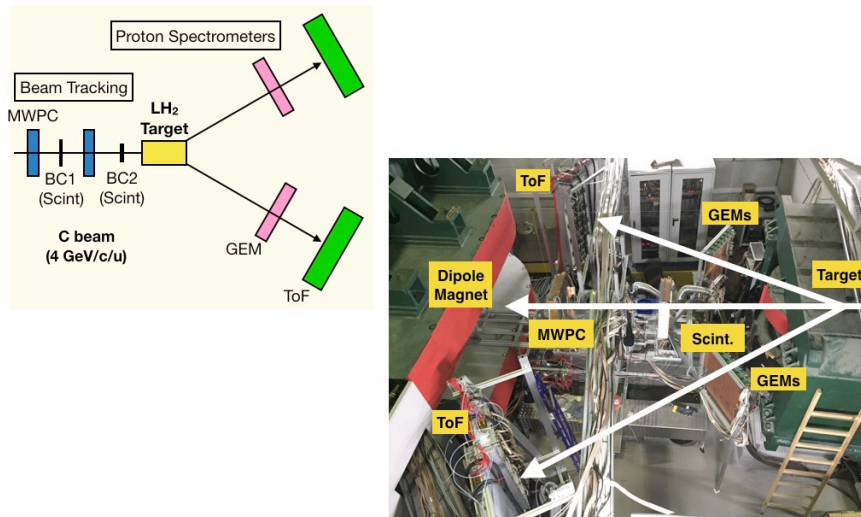 Proton Spectrometers
Beam Tracking
MWPC
LH₂
Target
BC1
(Scint)
BC2
(Scint)
C beam
(4 GeV/c/u)
GEM
ToF
ToF
GEMs
Dipole
Magnet
Target
MWPC
Scint.
GEMs
ToF